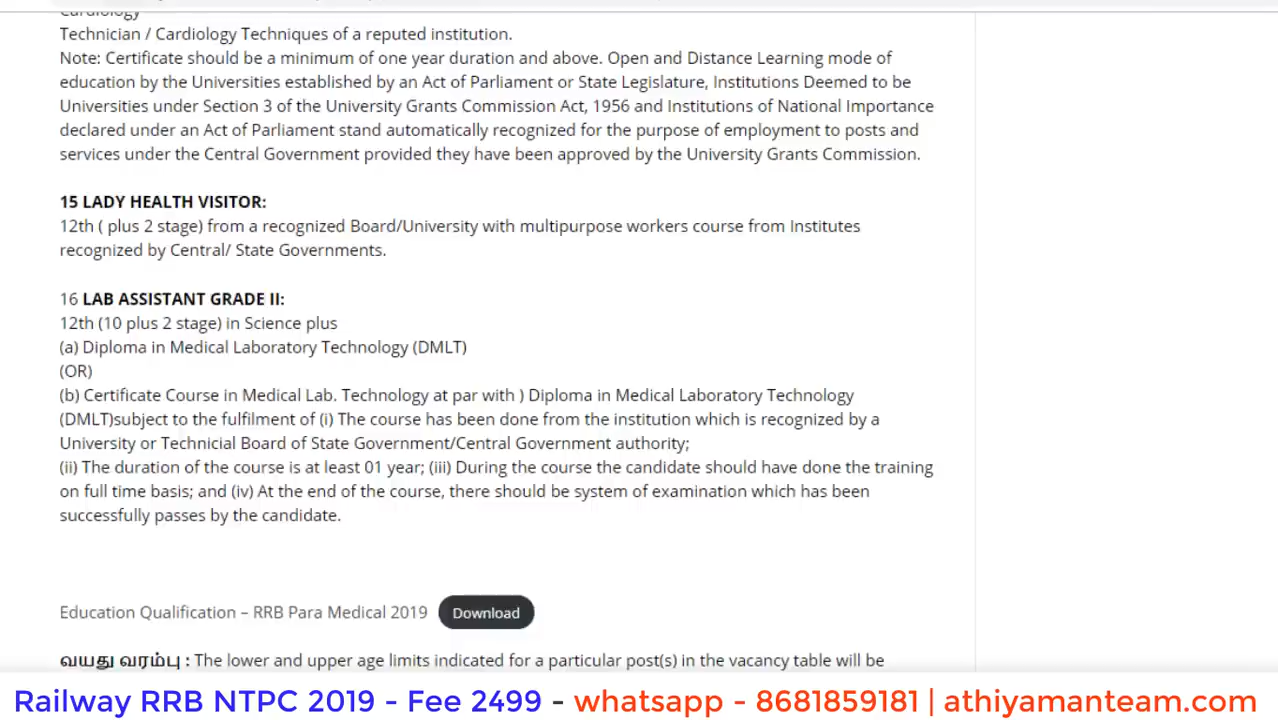 Cardiology
Technician / Cardiology Techniques of a reputed institution.
Note: Certificate should be a minimum of one year duration and above. Open and Distance Learning mode of
education by the Universities established by an Act of Parliament or State Legislature, Institutions Deemed to be
Universities under Section 3 of the University Grants Commission Act, 1956 and Institutions of National Importance
declared under an Act of Parliament stand automatically recognized for the purpose of employment to posts and
services under the Central Government provided they have been approved by the University Grants Commission.
15 LADY HEALTH VISITOR:
12th ( plus 2 stage) from a recognized Board/University with multipurpose workers course from Institutes
recognized by Central/ State Governments.
16 LAB ASSISTANT GRADE II:
12th (10 plus 2 stage) in Science plus
(a) Diploma in Medical Laboratory Technology (DMLT)
(OR)
(b) Certificate Course in Medical Lab. Technology at par with ) Diploma in Medical Laboratory Technology
(DMLT)subject to the fulfilment of (i) The course has been done from the institution which is recognized by a
University or Technicial Board of State Government/Central Government authority;
(ii) The duration of the course is at least 01 year; (iii) During the course the candidate should have done the training
on full time basis; and (iv) At the end of the course, there should be system of examination which has been
successfully passes by the candidate.
Education Qualification – RRB Para Medical 2019 Download
வயது வரம்பு : The lower and upper age limits indicated for a particular post(s) in the vacancy table will be
Railway RRB NTPC 2019 - Fee 2499 - whatsapp - 8681859181 | athiyamanteam.com